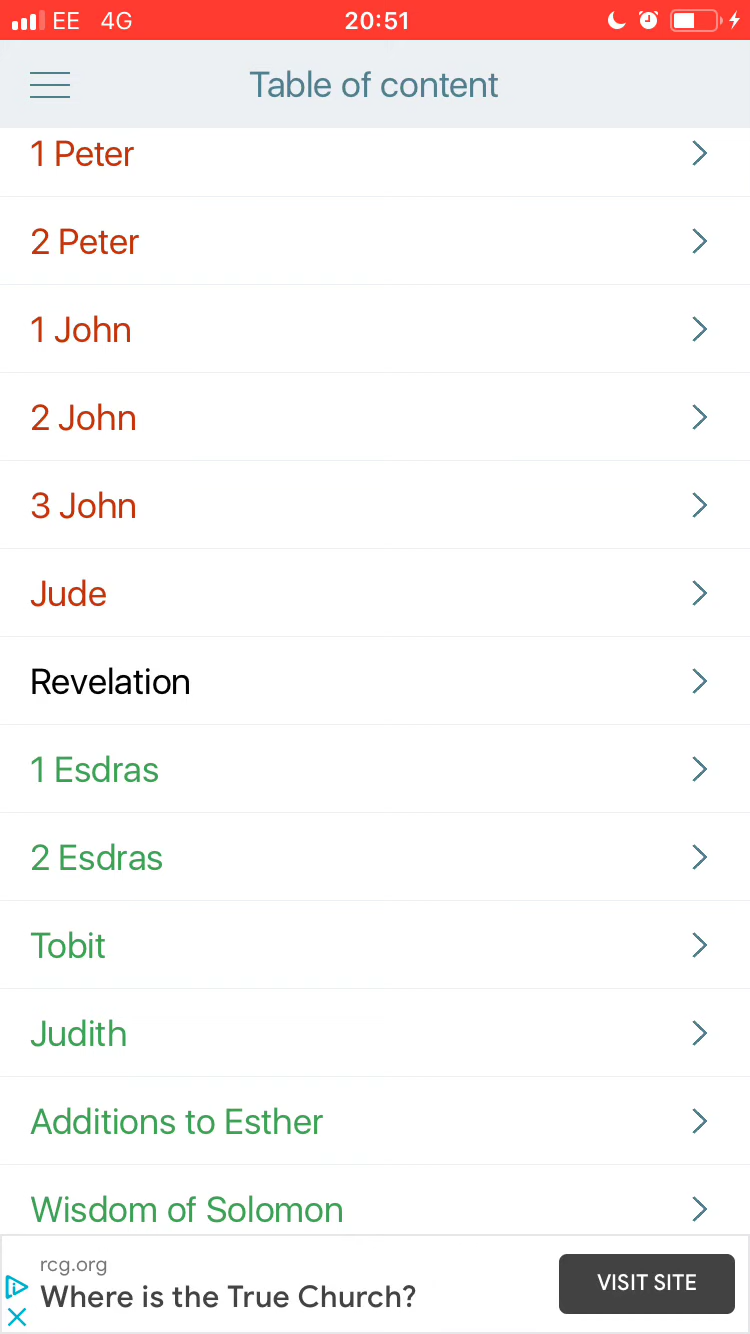 EE 4G 20:51
Table of content
1 Peter
2 Peter
1 John
2 John
3 John
Jude
Revelation
1 Esdras
2 Esdras
Tobit
Judith
Additions to Esther
Wisdom of Solomon
rcg.org
Where is the True Church?
VISIT SITE